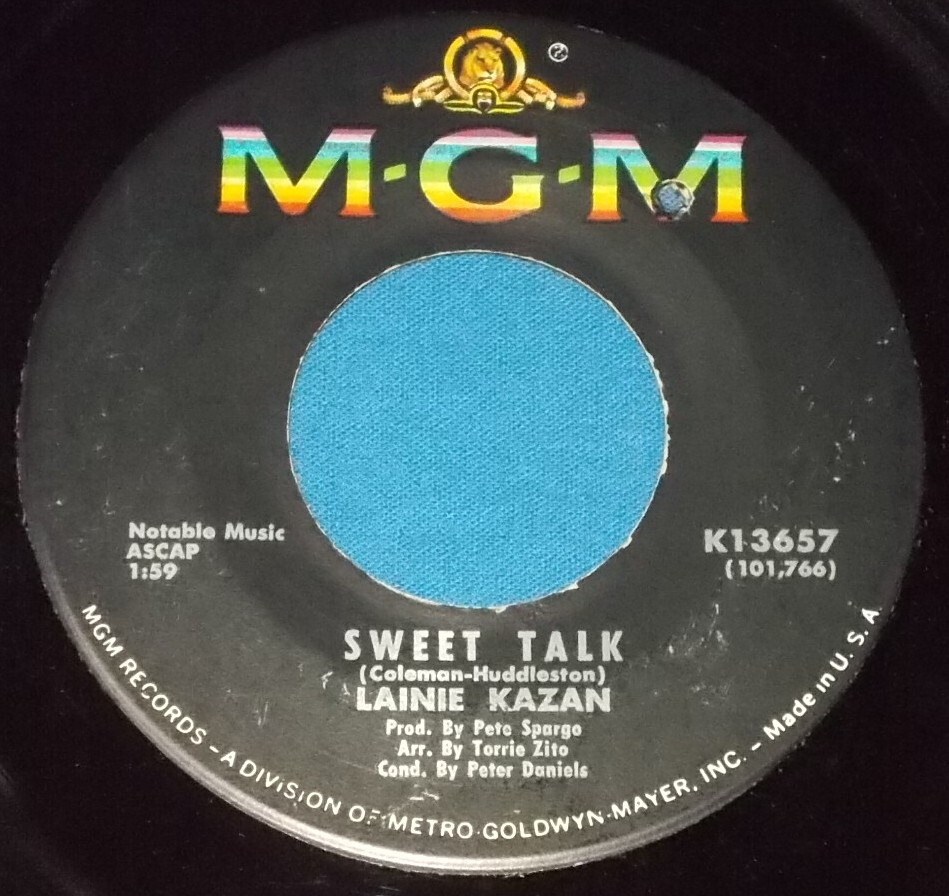 ®
M·G·M
Notable Music
ASCAP
1:59
K13657
(101,766)
SWEET TALK
(Coleman-Huddleston)
LAINIE KAZAN
Prod. By Pete Spargo
Arr. By Torrie Zito
Cond. By Peter Daniels
MGM RECORDS – A DIVISION OF METRO·GOLDWYN·MAYER, INC. – Made in U. S. A